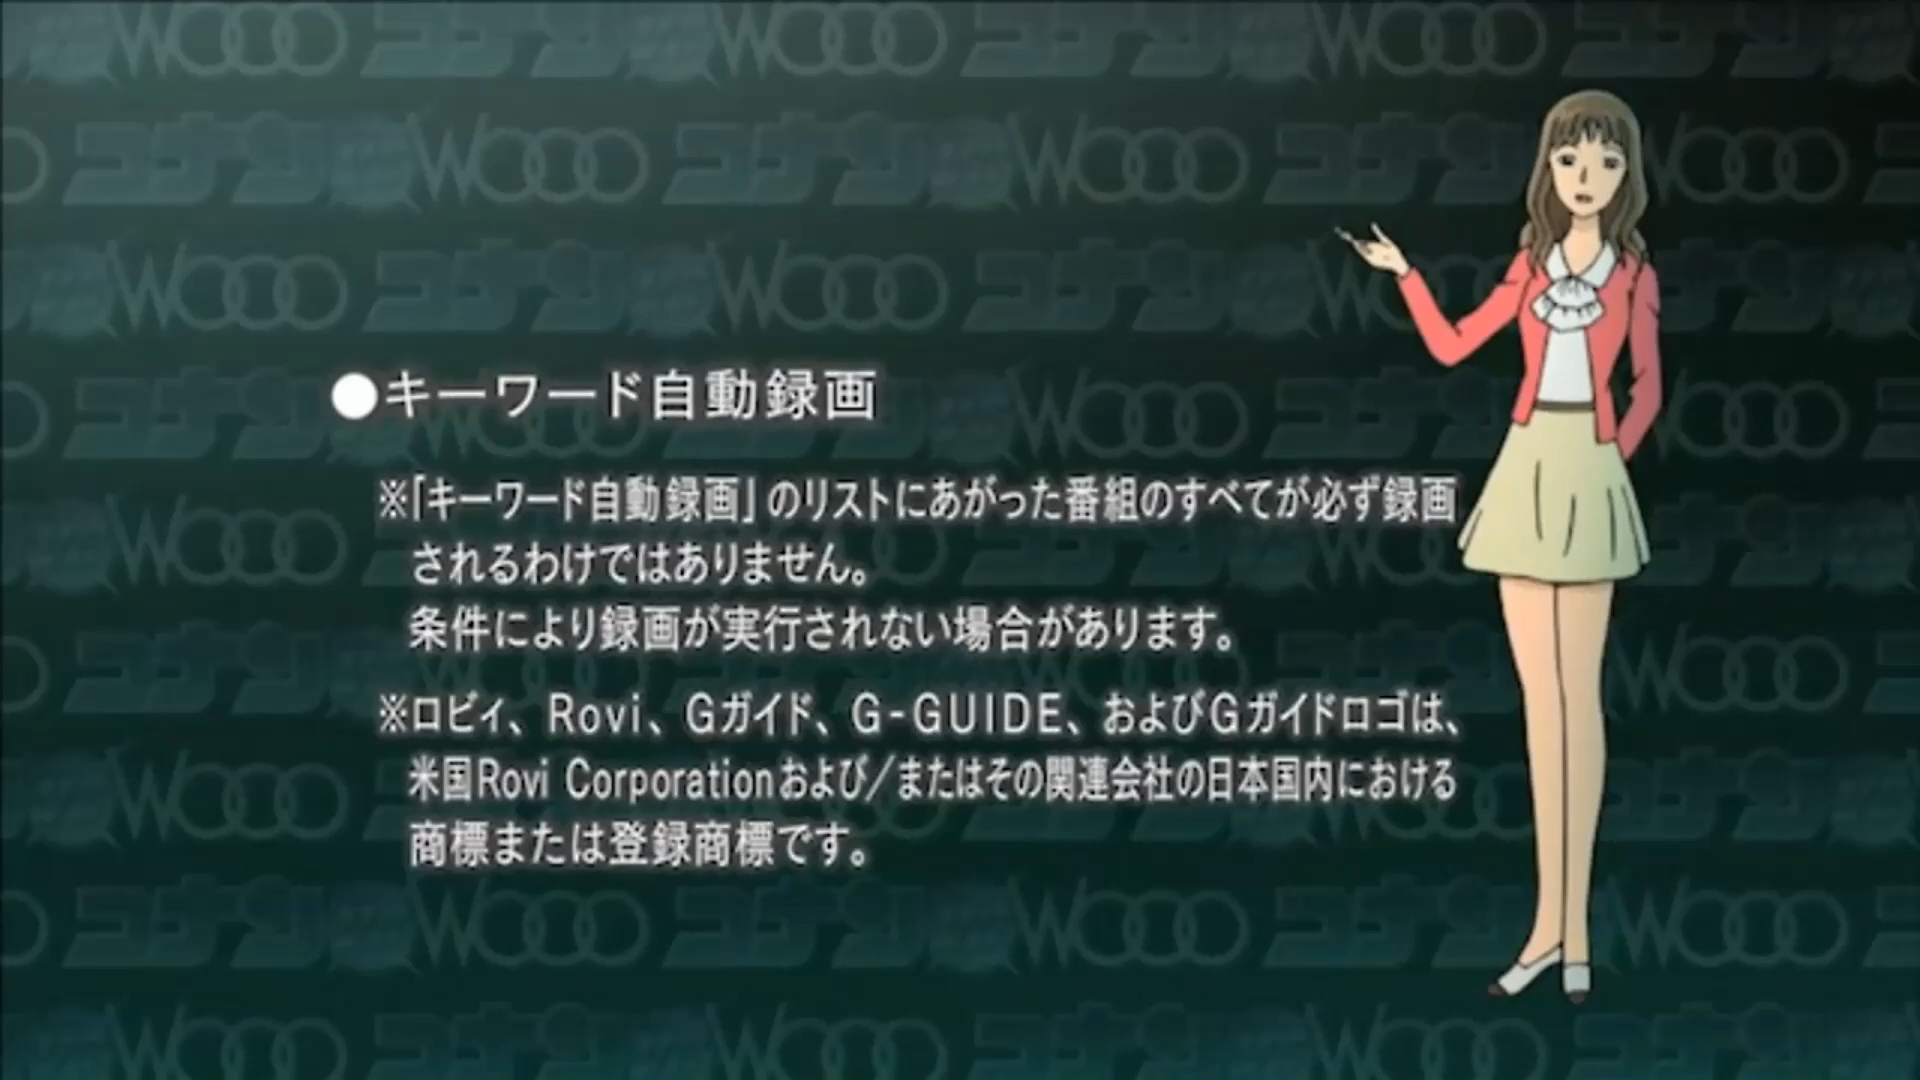 ●キーワード自動録画
※「キーワード自動録画」のリストにあがった番組のすべてが必ず録画
されるわけではありません。
条件により録画が実行されない場合があります。
※ロビィ、Rovi、Gガイド、G-GUIDE、およびGガイドロゴは、
米国Rovi Corporationおよび/またはその関連会社の日本国内における
商標または登録商標です。